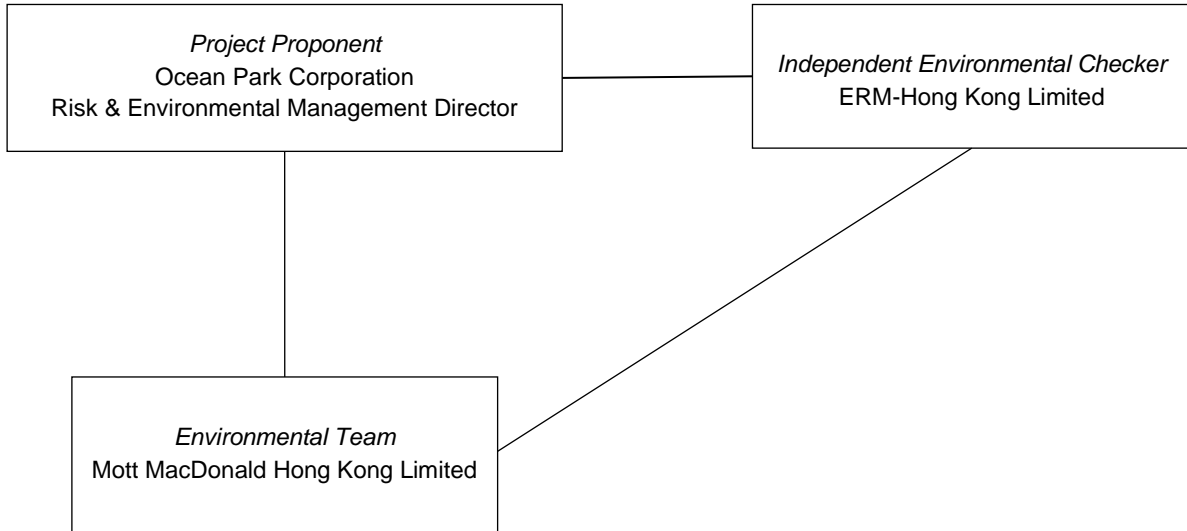 Project Proponent
Ocean Park Corporation
Risk & Environmental Management Director
Independent Environmental Checker
ERM-Hong Kong Limited
Environmental Team
Mott MacDonald Hong Kong Limited